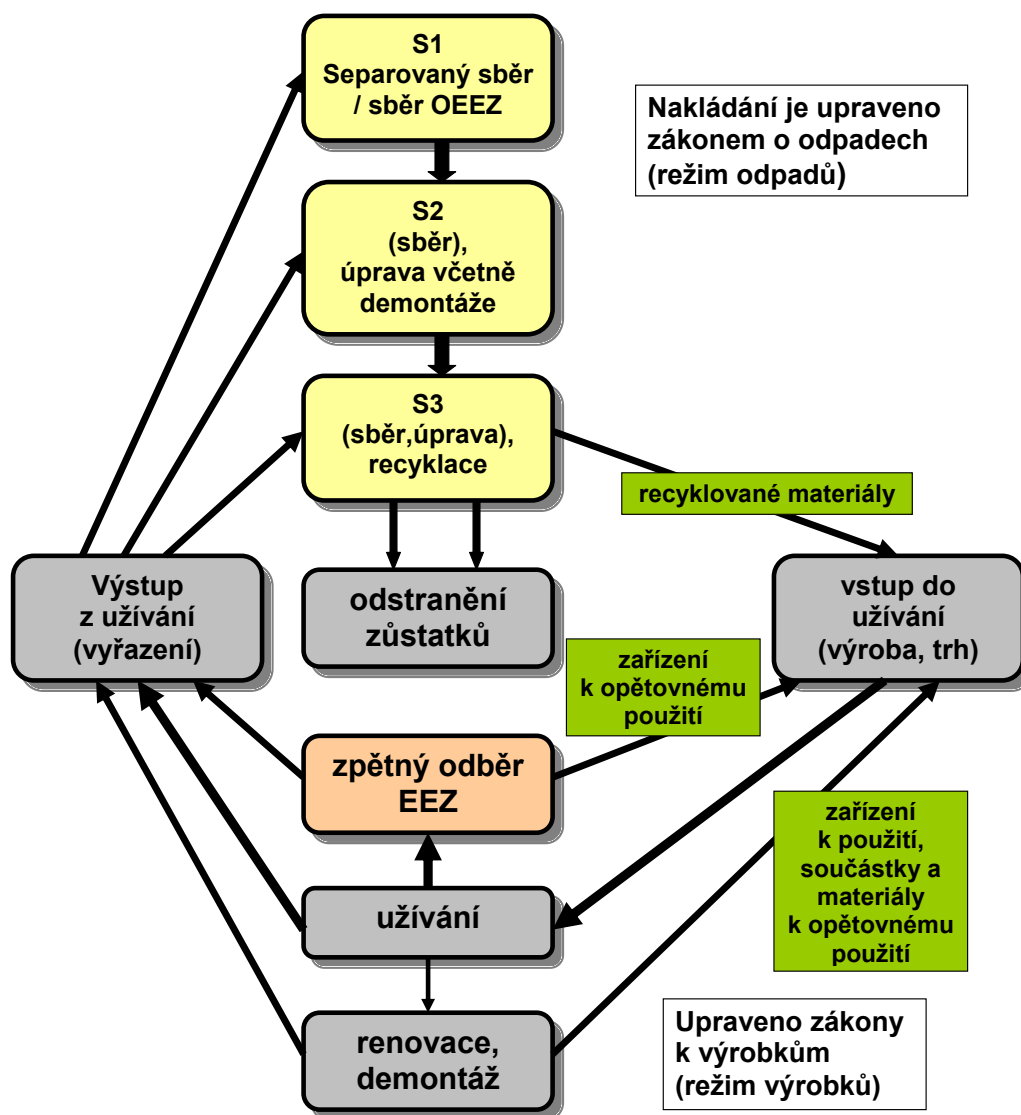 S1
Separovaný sběr
/ sběr OEEZ
Nakládání je upraveno
zákonem o odpadech
(režim odpadů)
S2
(sběr),
úprava včetně
demontáže
S3
(sběr,úprava),
recyklace
recyklované materiály
Výstup
z užívání
(vyřazení)
odstranění
zůstatků
vstup do
užívání
(výroba, trh)
zařízení
k opětovnému
použití
zpětný odběr
EEZ
zařízení
k použití,
součástky a
materiály
k opětovnému
použití
užívání
renovace,
demontáž
Upraveno zákony
k výrobkům
(režim výrobků)